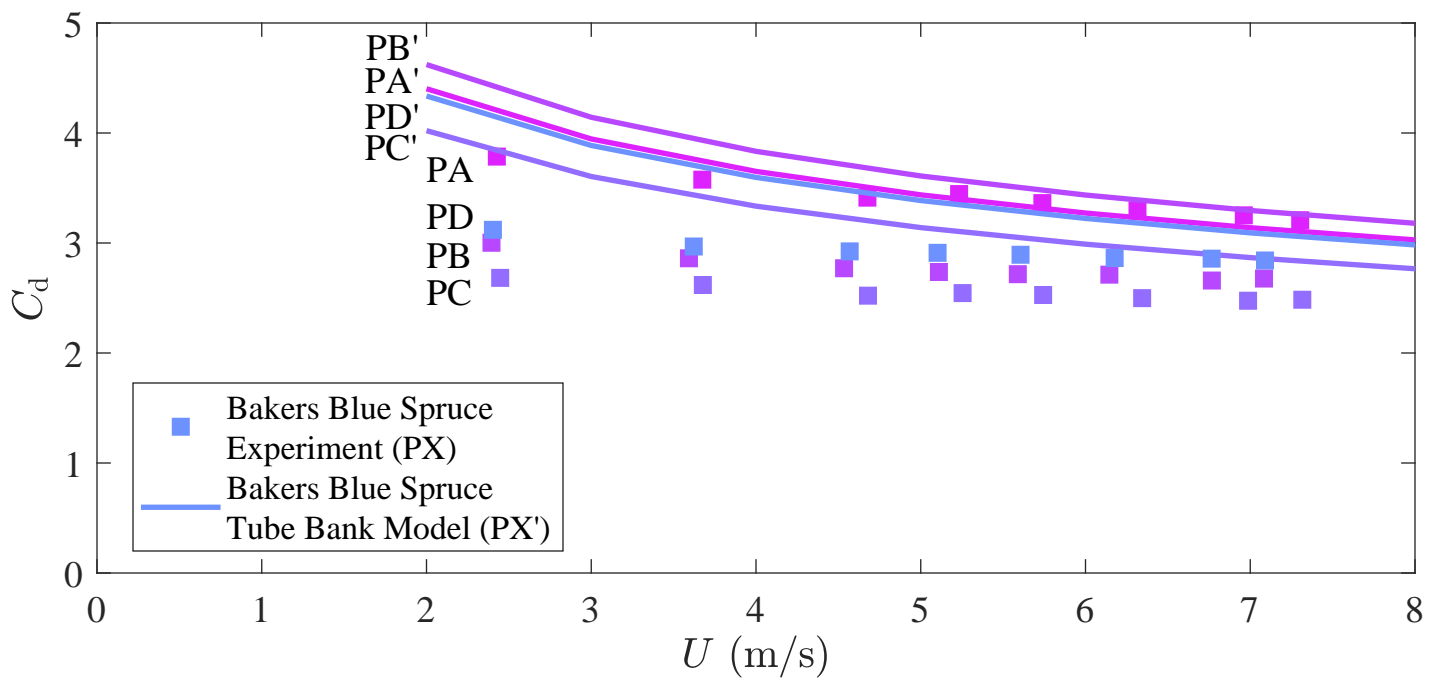 5
PB'
PA'
4
PD'
PC'
PA
3
PD
PB
PC
C_d
2
Bakers Blue Spruce
Experiment (PX)
1
Bakers Blue Spruce
Tube Bank Model (PX')
0
0 1 2 3 4 5 6 7 8
U (m/s)